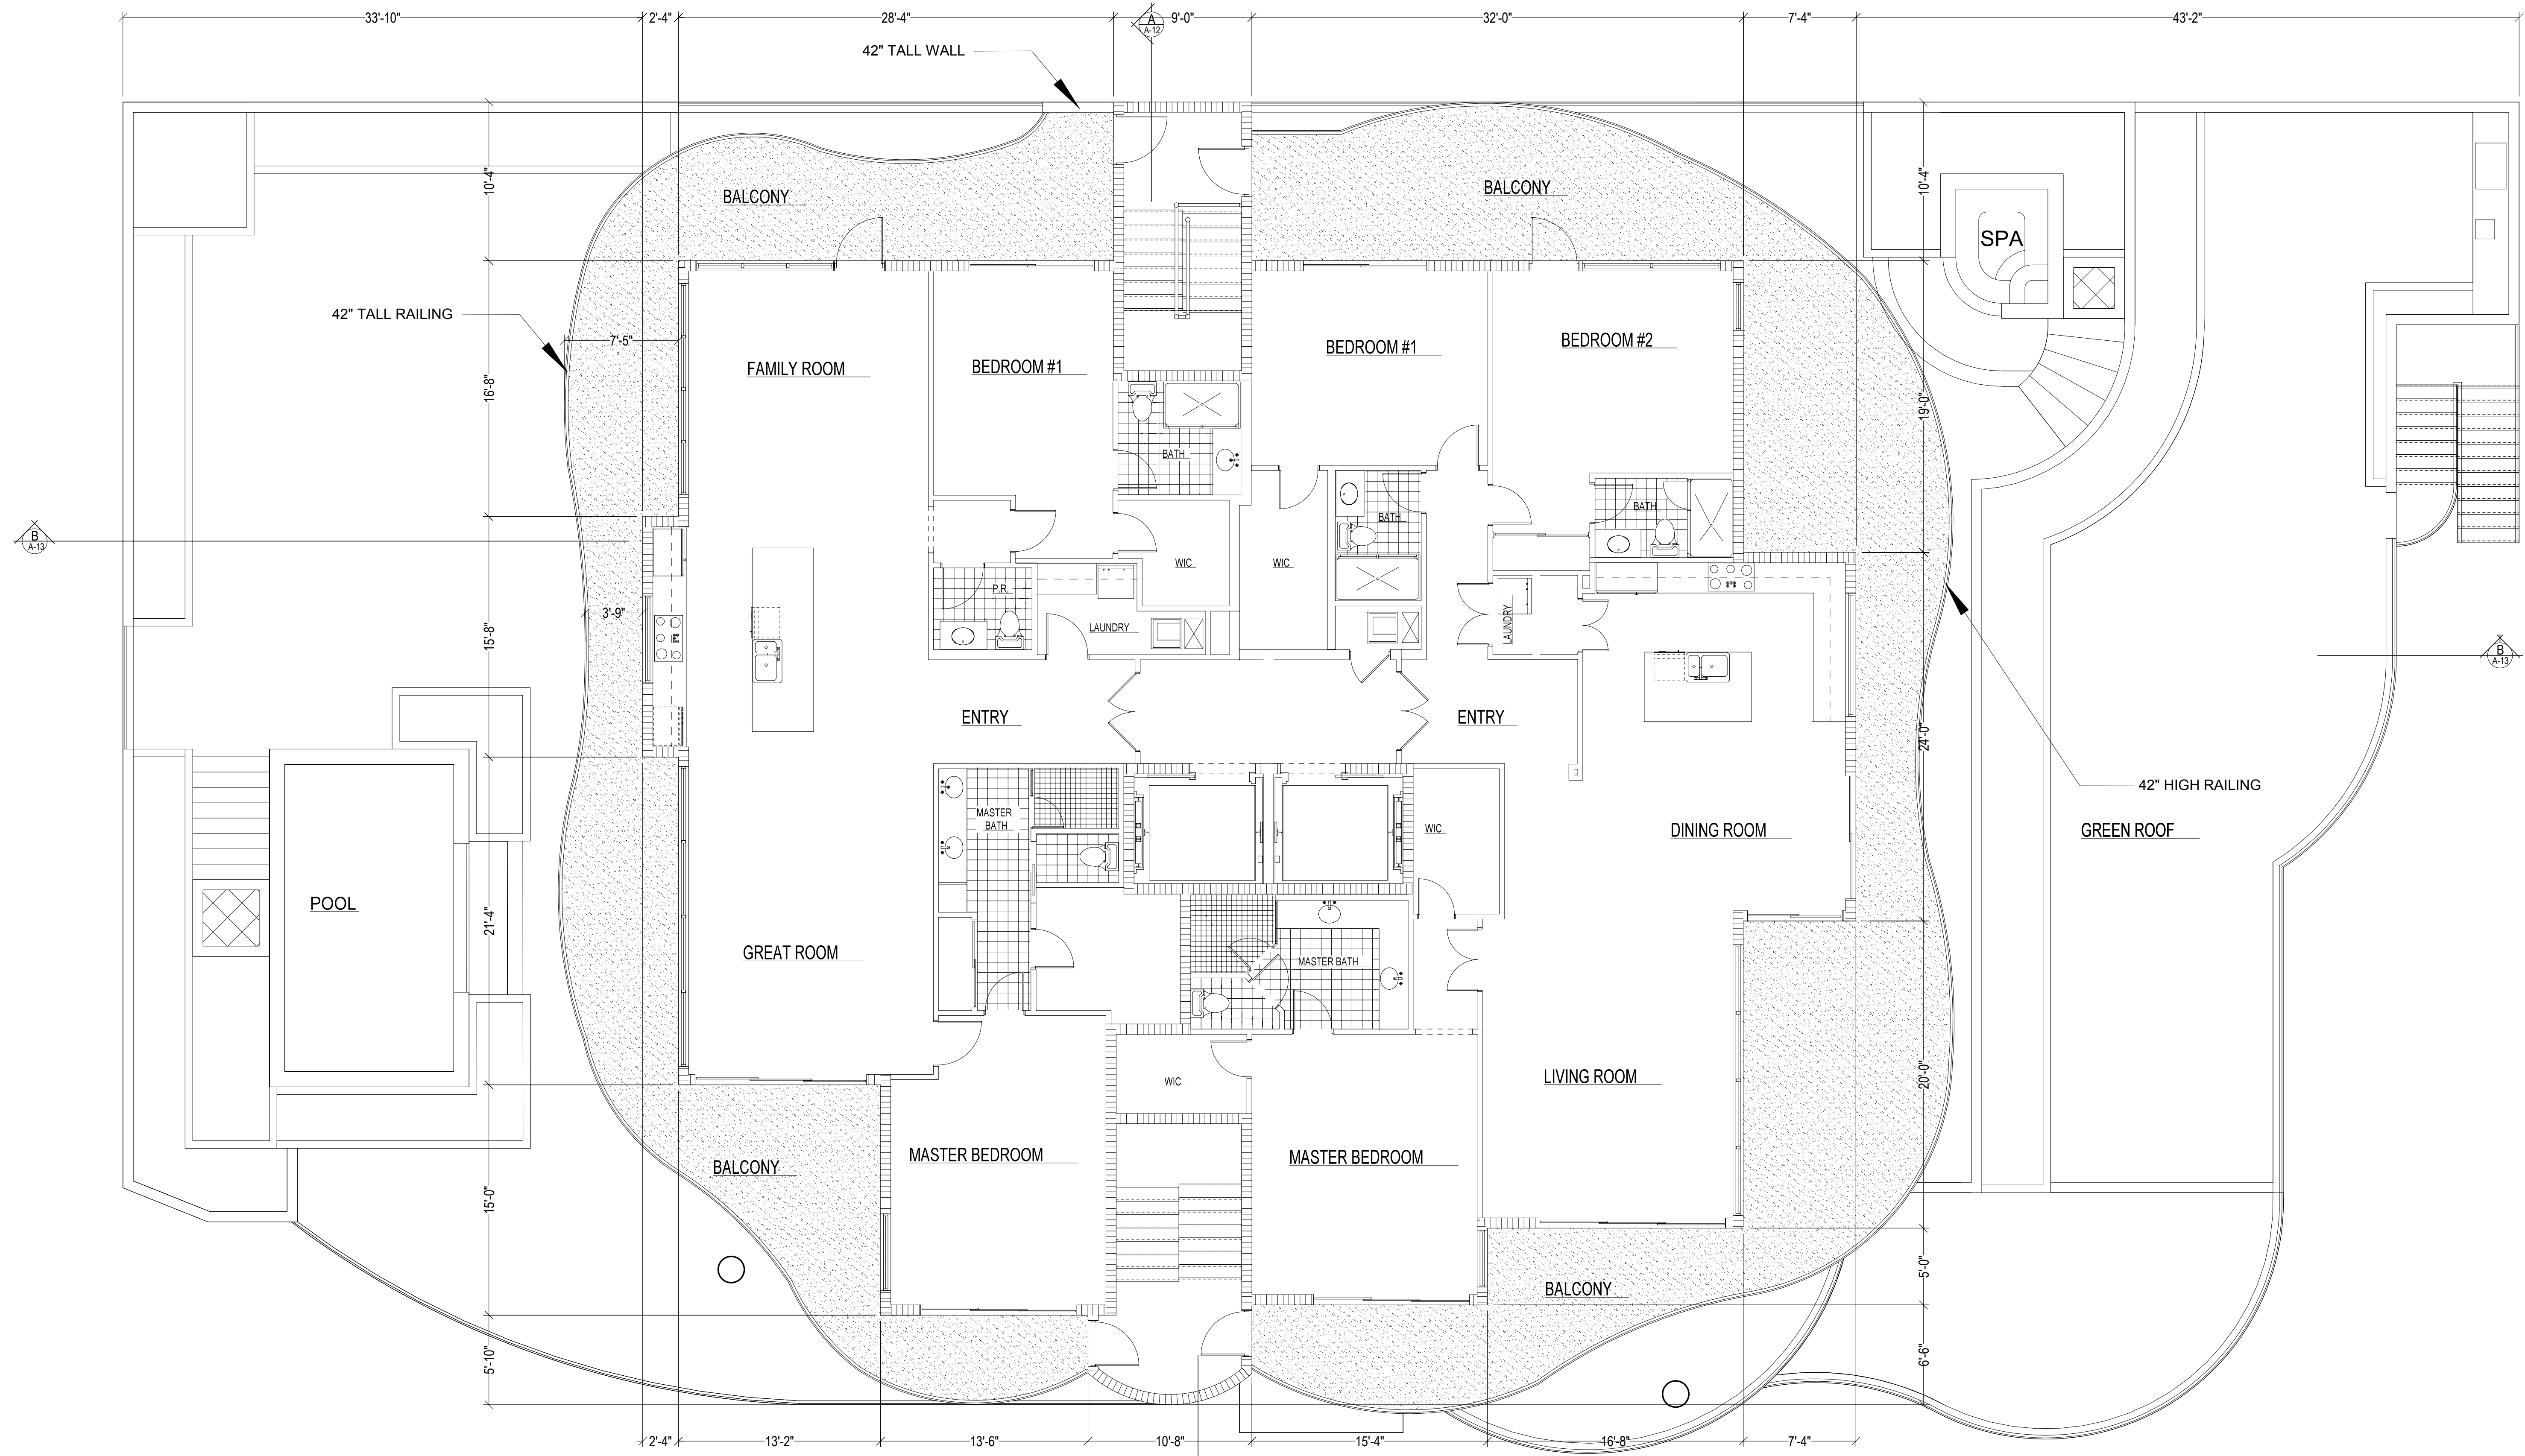 33'-10"
2'-4"
28'-4"
A
A-12
9'-0"
32'-0"
7'-4"
43'-2"
42" TALL WALL
10'-4"
BALCONY
BALCONY
10'-4"
SPA
42" TALL RAILING
7'-5"
16'-8"
FAMILY ROOM
BEDROOM #1
BEDROOM #1
BEDROOM #2
19'-0"
BATH
BATH
BATH
B
A-13
WIC
WIC
P.R.
3'-9"
15'-8"
LAUNDRY
LAUNDRY
B
A-13
ENTRY
ENTRY
24'-0"
42" HIGH RAILING
MASTER
BATH
WIC
DINING ROOM
GREEN ROOF
POOL
21'-4"
GREAT ROOM
MASTER BATH
WIC
LIVING ROOM
20'-0"
BALCONY
MASTER BEDROOM
MASTER BEDROOM
15'-0"
BALCONY
5'-0"
5'-10"
6'-6"
2'-4"
13'-2"
13'-6"
10'-8"
15'-4"
16'-8"
7'-4"